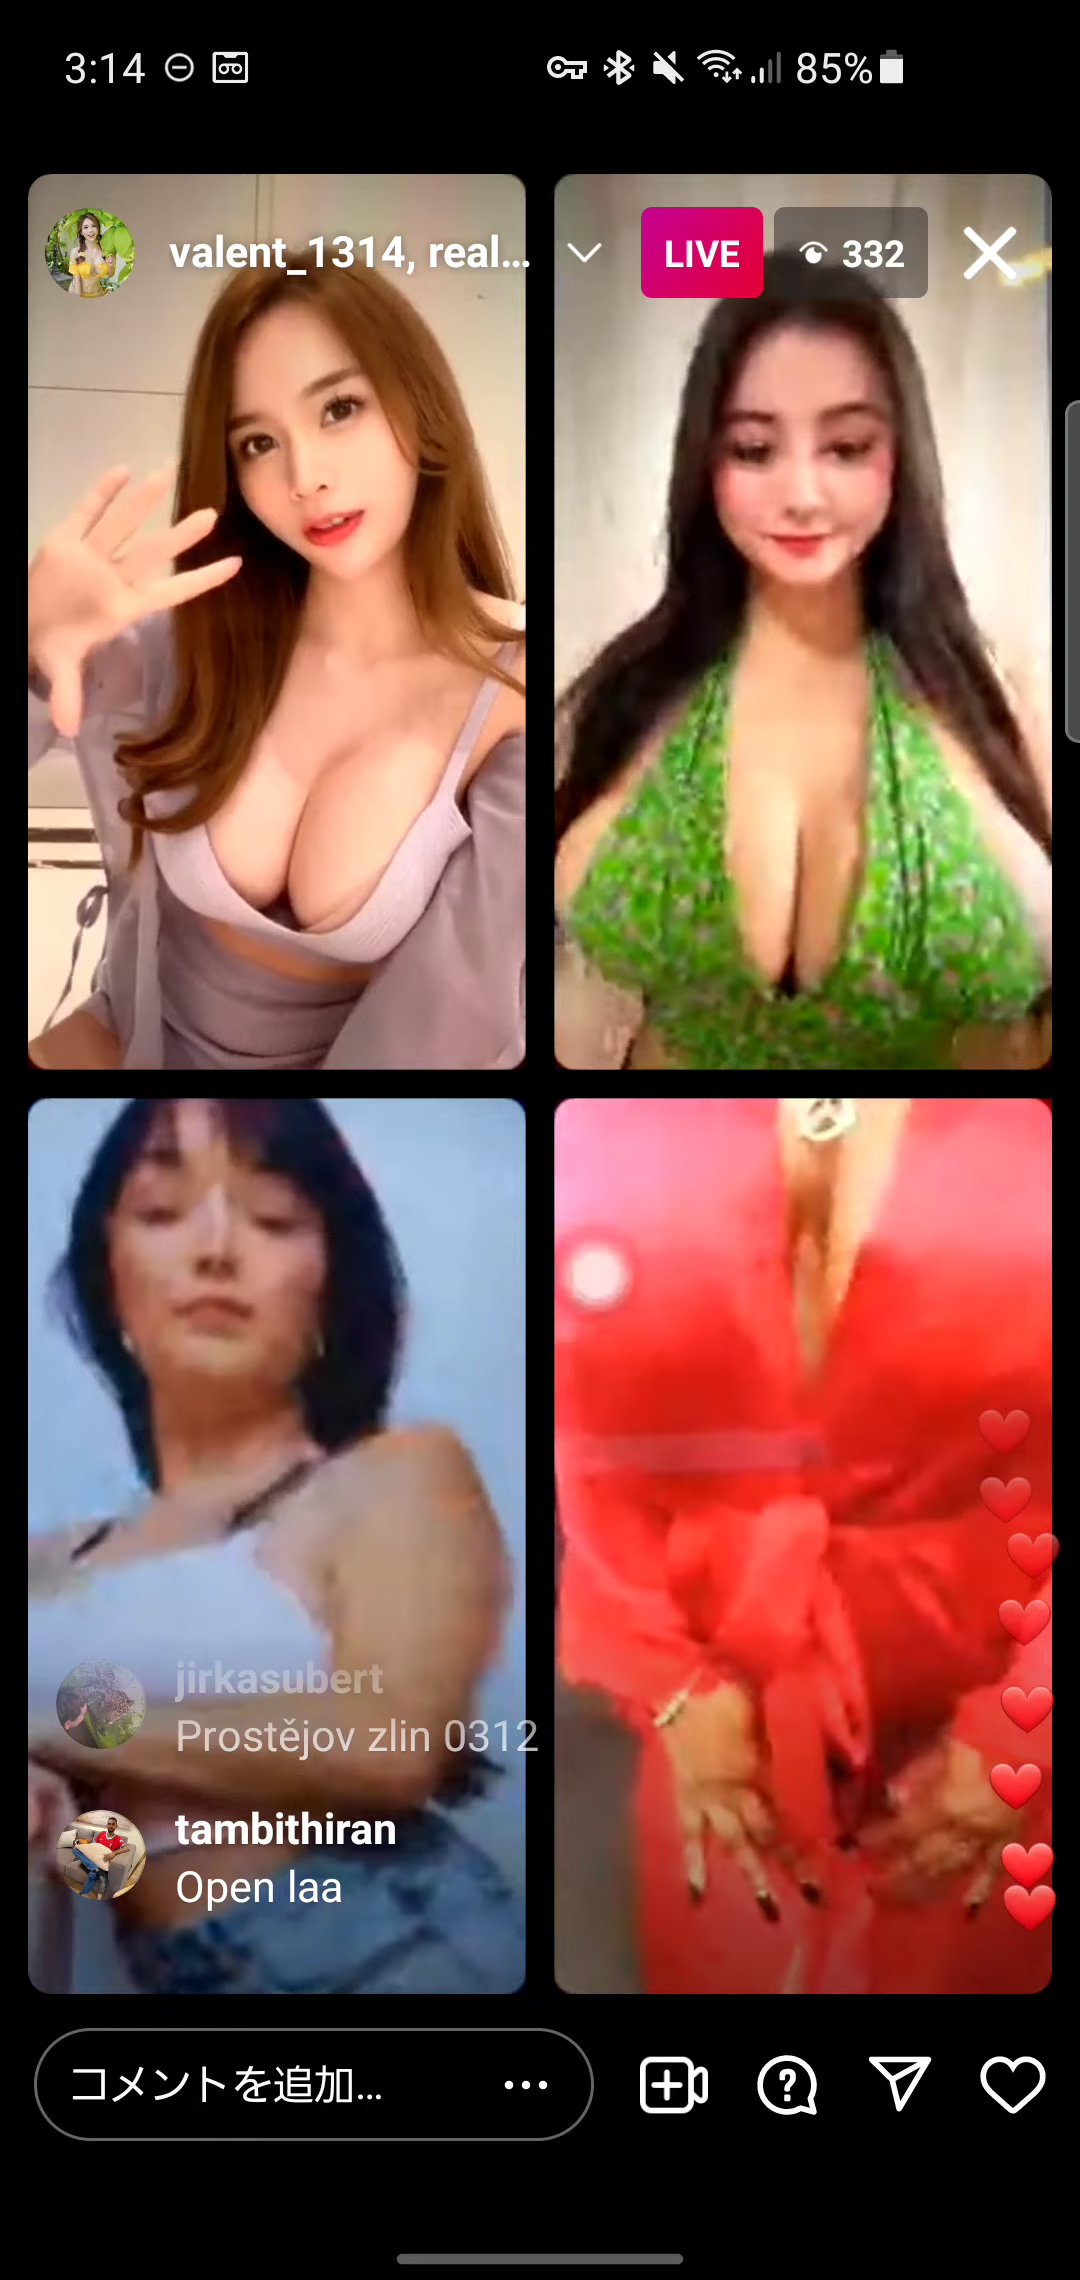 3:14
85%
valent_1314, real...
LIVE
332
jirkasubert
Prostějov zlin 0312
tambithiran
Open laa
コメントを追加...